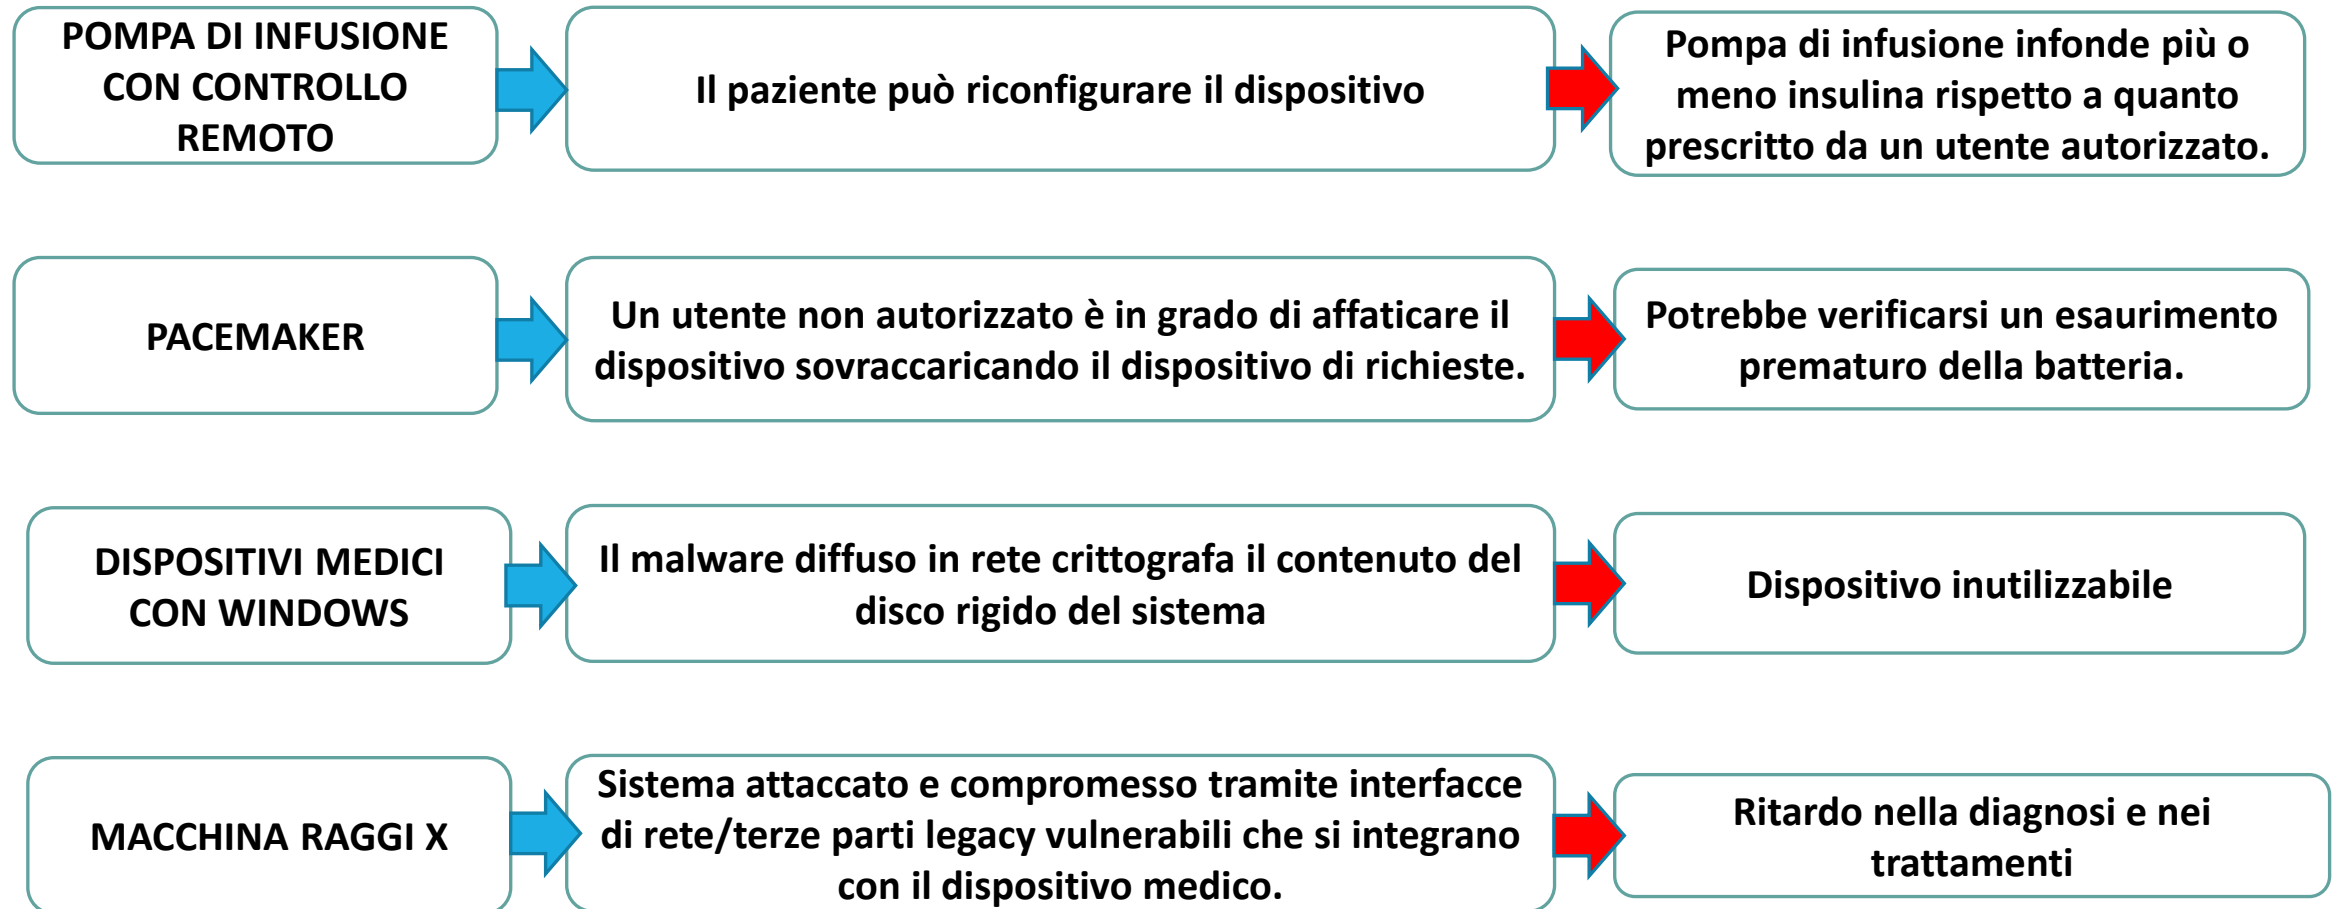 POMPA DI INFUSIONE
CON CONTROLLO
REMOTO
Il paziente può riconfigurare il dispositivo
Pompa di infusione infonde più o
meno insulina rispetto a quanto
prescritto da un utente autorizzato.
PACEMAKER
Un utente non autorizzato è in grado di affaticare il
dispositivo sovraccaricando il dispositivo di richieste.
Potrebbe verificarsi un esaurimento
prematuro della batteria.
DISPOSITIVI MEDICI
CON WINDOWS
Il malware diffuso in rete crittografa il contenuto del
disco rigido del sistema
Dispositivo inutilizzabile
MACCHINA RAGGI X
Sistema attaccato e compromesso tramite interfacce
di rete/terze parti legacy vulnerabili che si integrano
con il dispositivo medico.
Ritardo nella diagnosi e nei
trattamenti